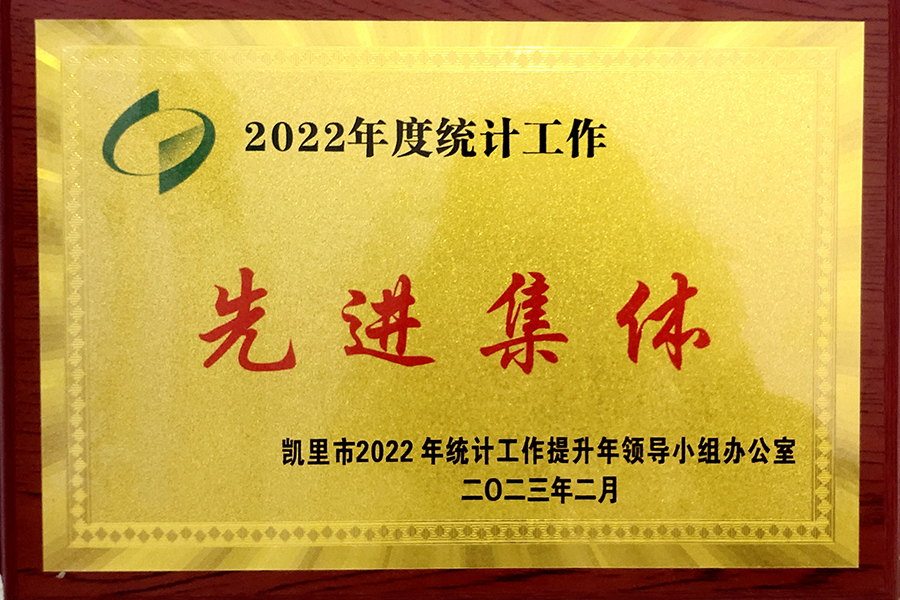 2022年度统计工作
先进集体
凯里市2022年统计工作提升年领导小组办公室
二〇二三年二月